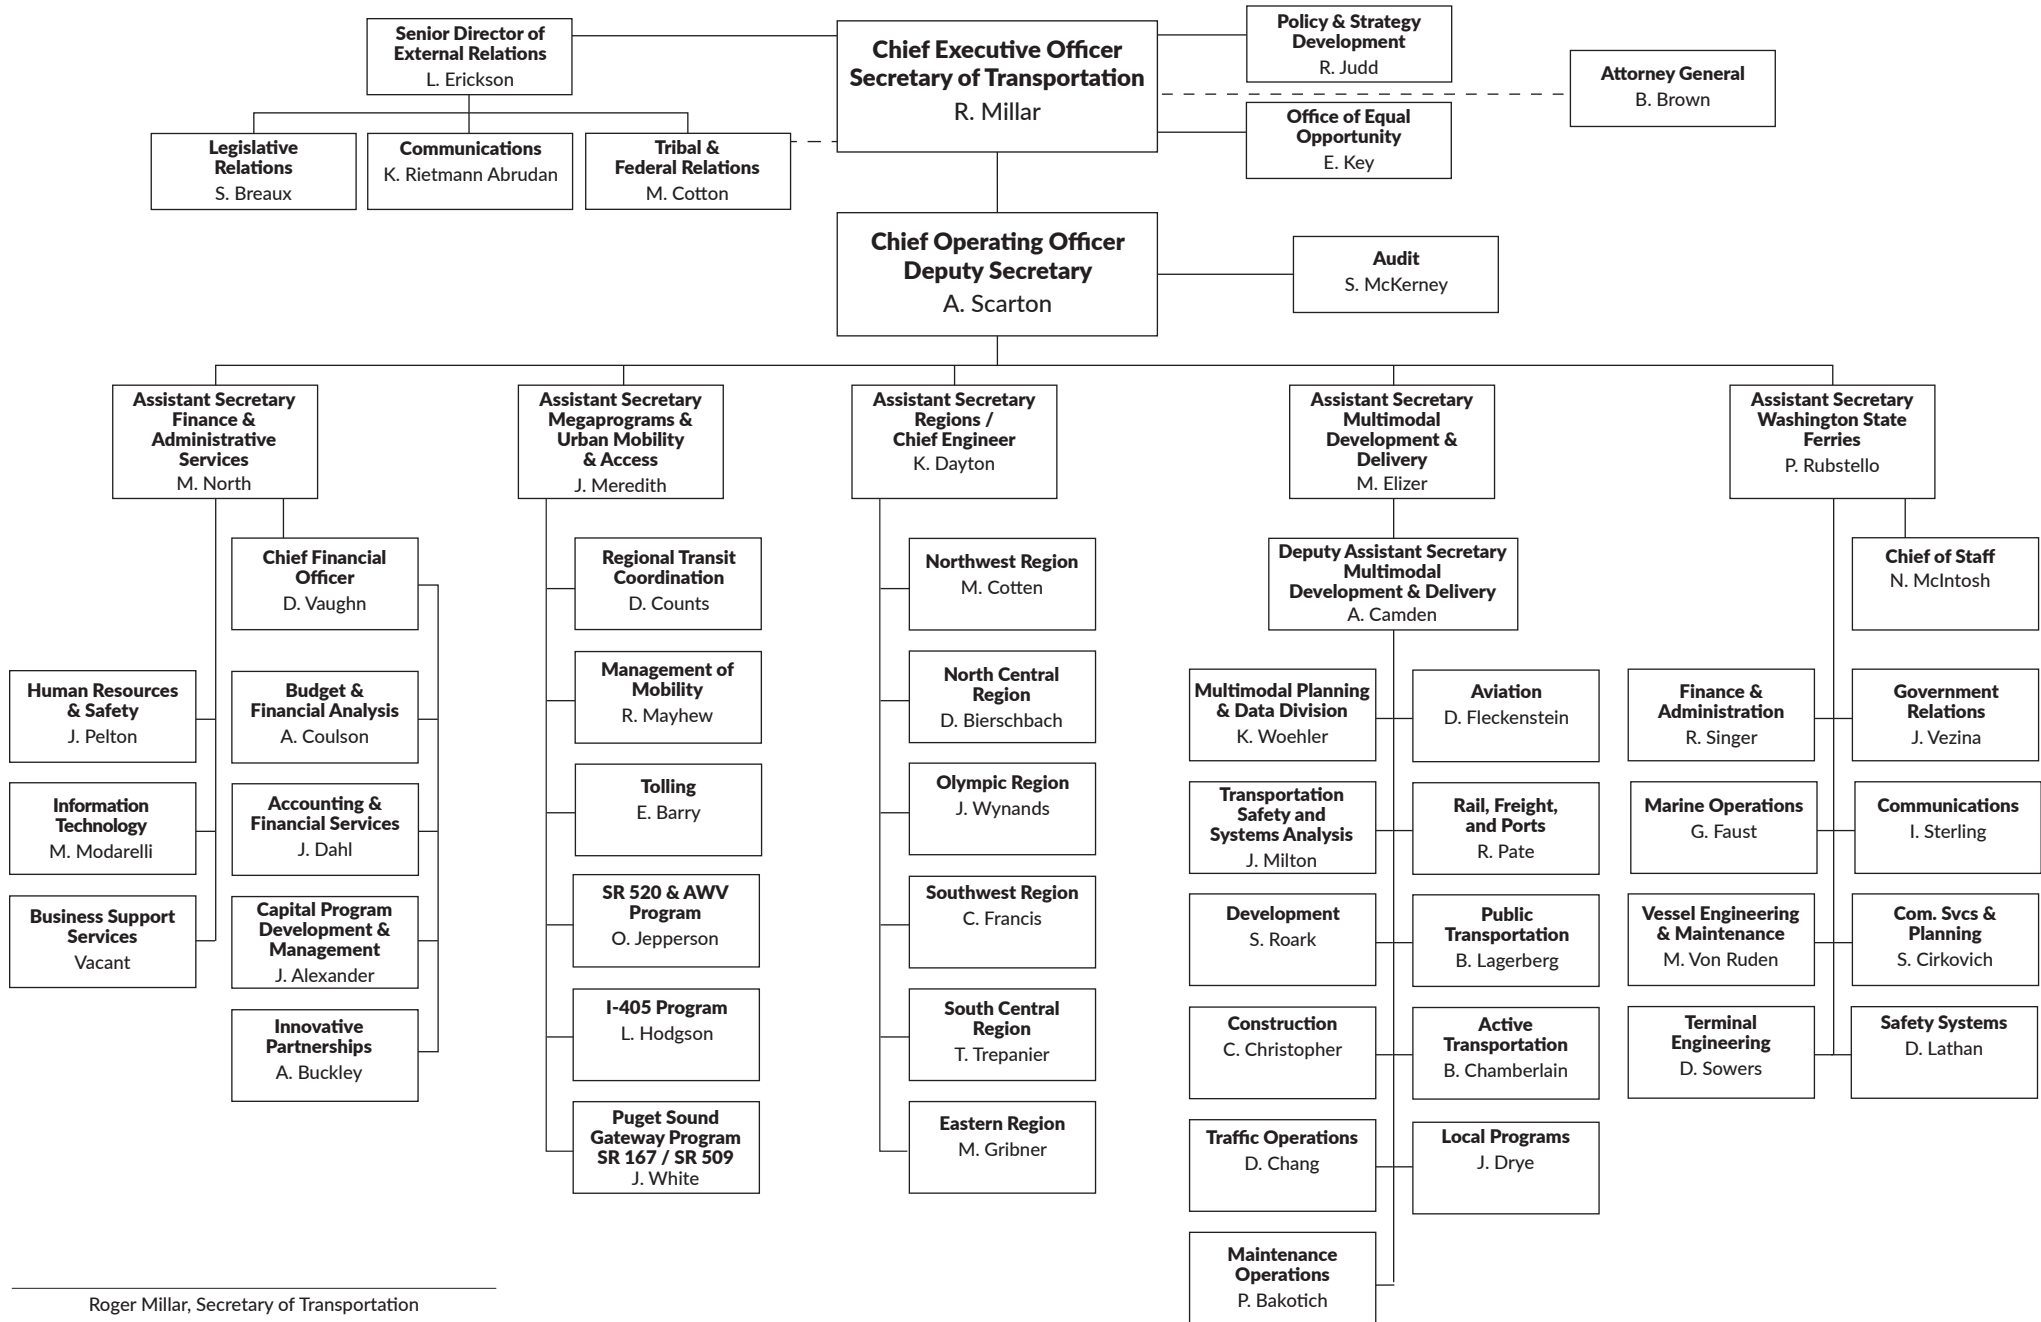 Senior Director of
External Relations
L. Erickson
Chief Executive Officer
Secretary of Transportation
R. Millar
Policy & Strategy
Development
R. Judd
Attorney General
B. Brown
Office of Equal
Opportunity
E. Key
Legislative
Relations
S. Breaux
Communications
K. Rietmann Abrudan
Tribal &
Federal Relations
M. Cotton
Chief Operating Officer
Deputy Secretary
A. Scarton
Audit
S. McKerney
Assistant Secretary
Finance &
Administrative
Services
M. North
Assistant Secretary
Megaprograms &
Urban Mobility
& Access
J. Meredith
Assistant Secretary
Regions /
Chief Engineer
K. Dayton
Assistant Secretary
Multimodal
Development &
Delivery
M. Elizer
Assistant Secretary
Washington State
Ferries
P. Rubstello
Chief Financial
Officer
D. Vaughn
Human Resources
& Safety
J. Pelton
Budget &
Financial Analysis
A. Coulson
Information
Technology
M. Modarelli
Accounting &
Financial Services
J. Dahl
Business Support
Services
Vacant
Capital Program
Development &
Management
J. Alexander
Innovative
Partnerships
A. Buckley
Regional Transit
Coordination
D. Counts
Management of
Mobility
R. Mayhew
Tolling
E. Barry
SR 520 & AWV
Program
O. Jepperson
I-405 Program
L. Hodgson
Puget Sound
Gateway Program
SR 167 / SR 509
J. White
Northwest Region
M. Cotten
North Central
Region
D. Bierschbach
Olympic Region
J. Wynands
Southwest Region
C. Francis
South Central
Region
T. Trepanier
Eastern Region
M. Gribner
Deputy Assistant Secretary
Multimodal
Development & Delivery
A. Camden
Multimodal Planning
& Data Division
K. Woehler
Aviation
D. Fleckenstein
Transportation
Safety and
Systems Analysis
J. Milton
Rail, Freight,
and Ports
R. Pate
Development
S. Roark
Public
Transportation
B. Lagerberg
Construction
C. Christopher
Active
Transportation
B. Chamberlain
Traffic Operations
D. Chang
Local Programs
J. Drye
Maintenance
Operations
P. Bakotich
Chief of Staff
N. McIntosh
Finance &
Administration
R. Singer
Government
Relations
J. Vezina
Marine Operations
G. Faust
Communications
I. Sterling
Vessel Engineering
& Maintenance
M. Von Ruden
Com. Svcs &
Planning
S. Cirkovich
Terminal
Engineering
D. Sowers
Safety Systems
D. Lathan
Roger Millar, Secretary of Transportation